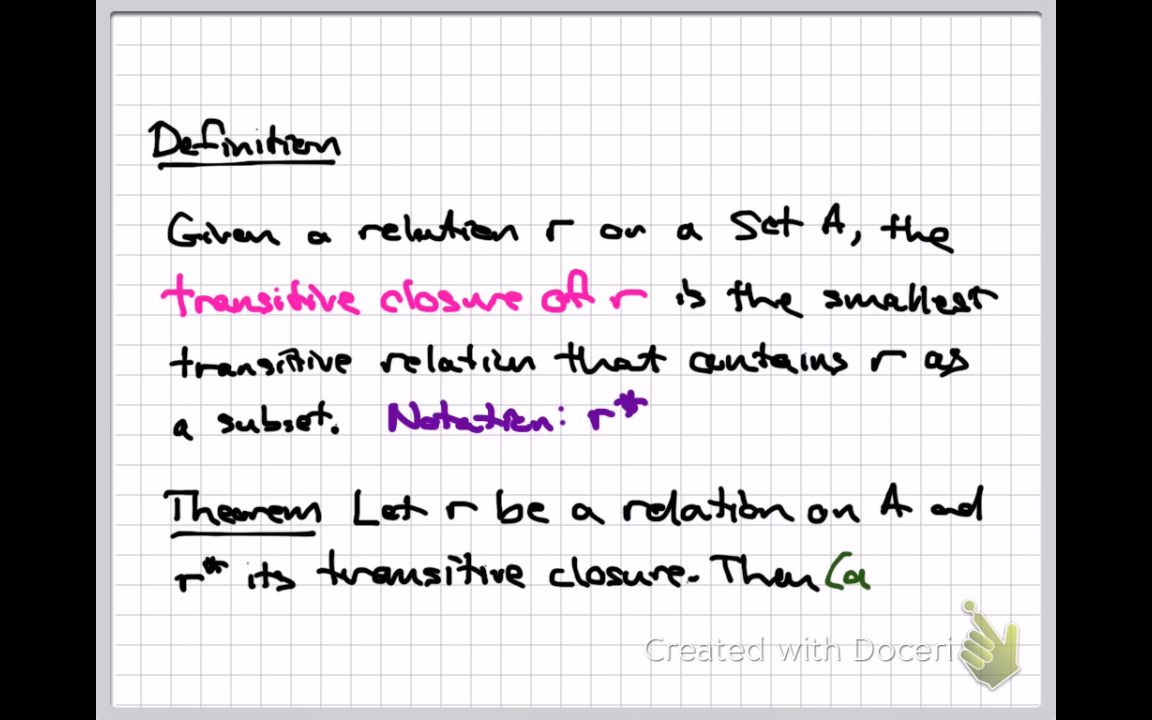 Definition
Given a relation r on a Set A, the
transitive closure of r is the smallest
transitive relation that contains r as
a subset. Notation: r*
Theorem Let r be a relation on A and
r* its transitive closure. Then (a
Created with Doceri